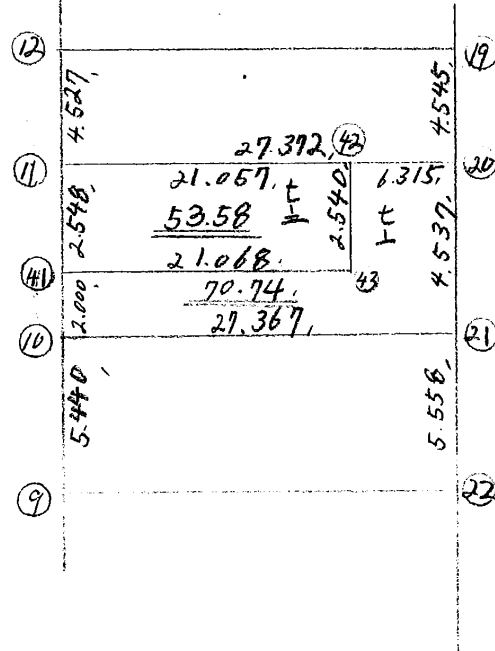 12 19
4.527, 4.545,
27.372, 42
11 21.057, 6.315, 20
2.548, 53.58 2.540, 4.537,
41 21.068, 43
2.000, 70.74,
10 27.367, 21
5.440, 5.558,
9 22